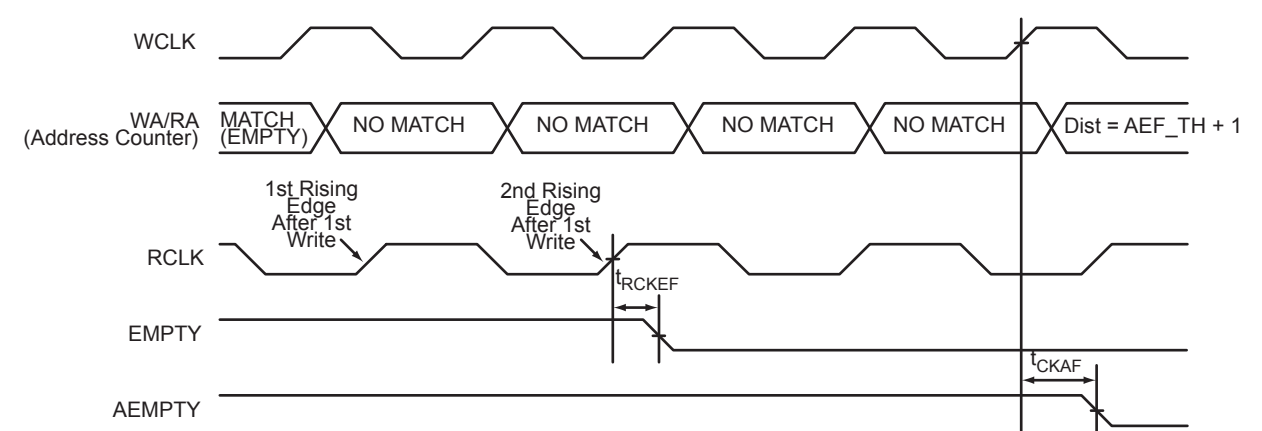 WCLK
WA/RA
(Address Counter)
MATCH
(EMPTY)
NO MATCH
NO MATCH
NO MATCH
NO MATCH
Dist = AEF_TH + 1
1st Rising
Edge
After 1st
Write
2nd Rising
Edge
After 1st
Write
RCLK
tRCKEF
EMPTY
tCKAF
AEMPTY